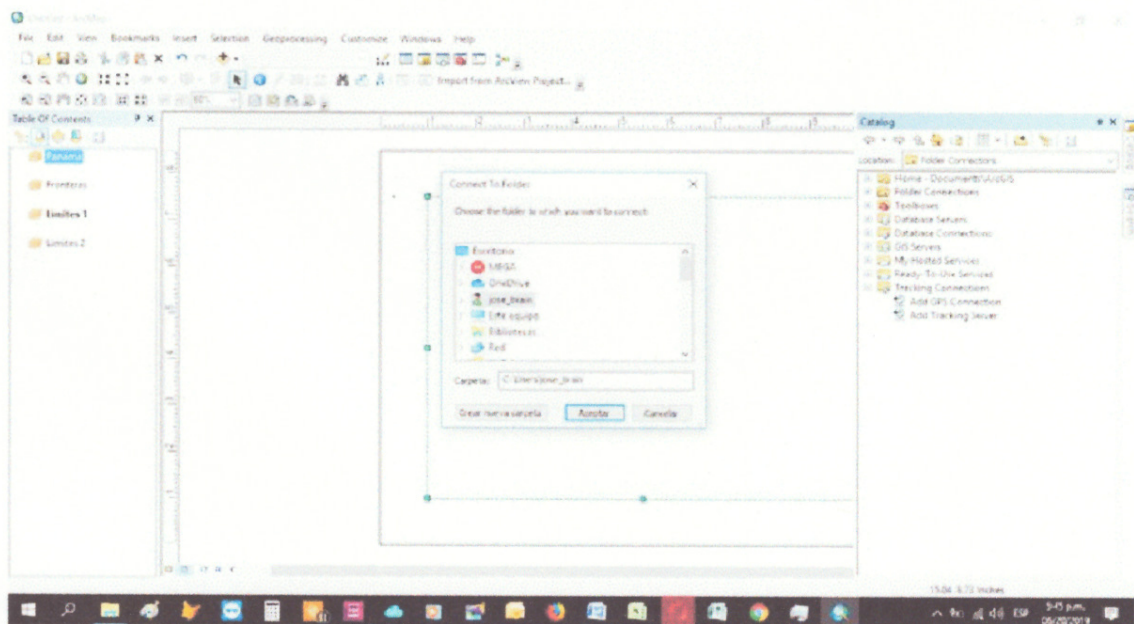 File Edit View Bookmarks Insert Selection Geoprocessing Customize Windows Help
Import from ArcView Project...
80%
Table Of Contents
Panama
Fronteras
Limites 1
Limites 2
Connect To Folder
Choose the folder to which you want to connect:
Escritorio
MEGA
OneDrive
jose_brain
Este equipo
Bibliotecas
Red
Carpeta: C:\Users\jose_brain
Crear nueva carpeta Aceptar Cancelar
Catalog
Location: Folder Connections
Home - Documents\ArcGIS
Folder Connections
Toolboxes
Database Servers
Database Connections
GIS Servers
My Hosted Services
Ready-To-Use Services
Tracking Connections
Add GPS Connection
Add Tracking Server
Inches
ESP